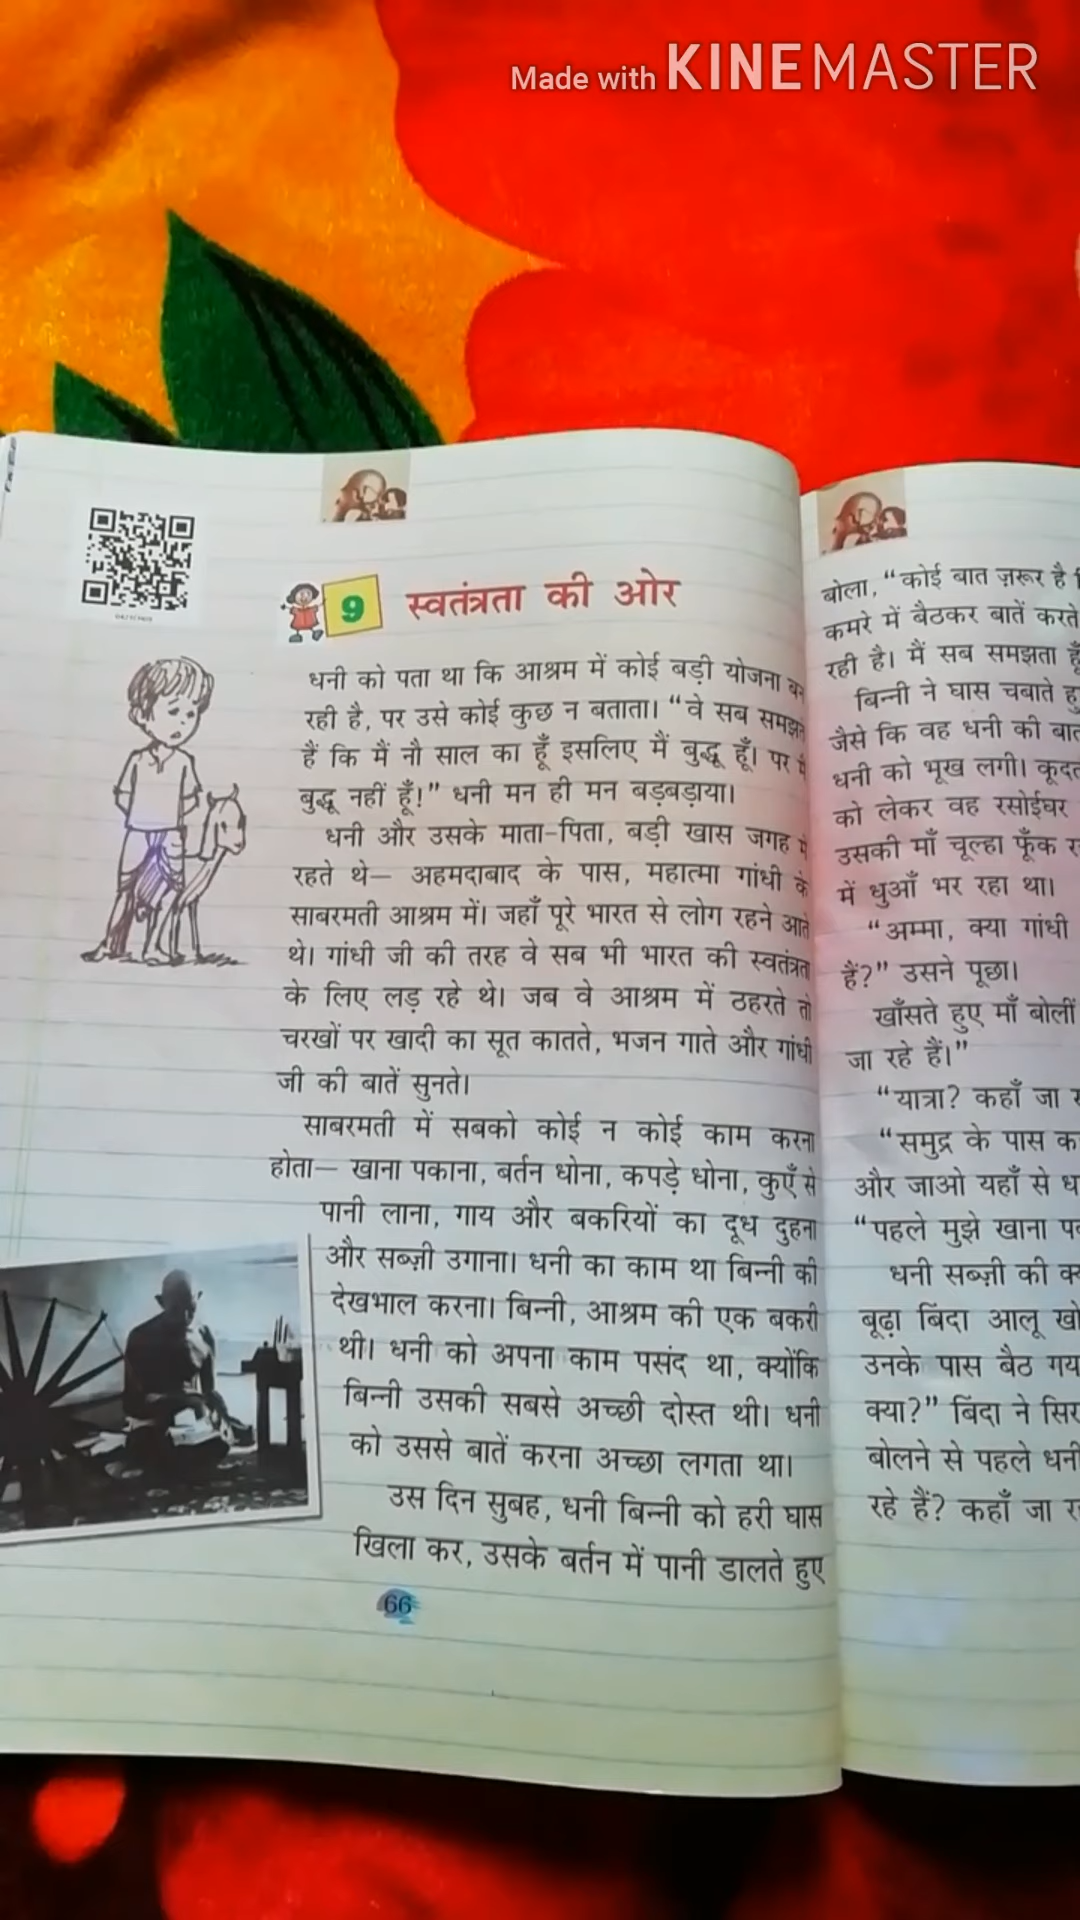 Made with KINEMASTER
9 स्वतंत्रता की ओर
धनी को पता था कि आश्रम में कोई बड़ी योजना बन
रही है, पर उसे कोई कुछ न बताता। “वे सब समझते
हैं कि मैं नौ साल का हूँ इसलिए मैं बुद्धू हूँ। पर मैं
बुद्धू नहीं हूँ!” धनी मन ही मन बड़बड़ाया।
धनी और उसके माता-पिता, बड़ी खास जगह में
रहते थे— अहमदाबाद के पास, महात्मा गांधी के
साबरमती आश्रम में। जहाँ पूरे भारत से लोग रहने आते
थे। गांधी जी की तरह वे सब भी भारत की स्वतंत्रता
के लिए लड़ रहे थे। जब वे आश्रम में ठहरते तो
चरखों पर खादी का सूत कातते, भजन गाते और गांधी
जी की बातें सुनते।
साबरमती में सबको कोई न कोई काम करना
होता— खाना पकाना, बर्तन धोना, कपड़े धोना, कुएँ से
पानी लाना, गाय और बकरियों का दूध दुहना
और सब्ज़ी उगाना। धनी का काम था बिन्नी की
देखभाल करना। बिन्नी, आश्रम की एक बकरी
थी। धनी को अपना काम पसंद था, क्योंकि
बिन्नी उसकी सबसे अच्छी दोस्त थी। धनी
को उससे बातें करना अच्छा लगता था।
उस दिन सुबह, धनी बिन्नी को हरी घास
खिला कर, उसके बर्तन में पानी डालते हुए
66
बोला, “कोई बात ज़रूर है
कमरे में बैठकर बातें करते
रही है। मैं सब समझता हूँ
बिन्नी ने घास चबाते
जैसे कि वह धनी की
धनी को भूख लगी।
को लेकर वह रसोईघर
उसकी माँ चूल्हा फूँक
में धुआँ भर रहा था।
“अम्मा, क्या गांधी
हैं?” उसने पूछा।
खाँसते हुए माँ बोलीं
जा रहे हैं।”
“यात्रा? कहाँ जा
“समुद्र के पास
और जाओ यहाँ से
“पहले मुझे खाना
धनी सब्ज़ी की
बूढ़ा बिंदा आलू
उनके पास बैठ
क्या?” बिंदा ने
बोलने से पहले
रहे हैं? कहाँ जा